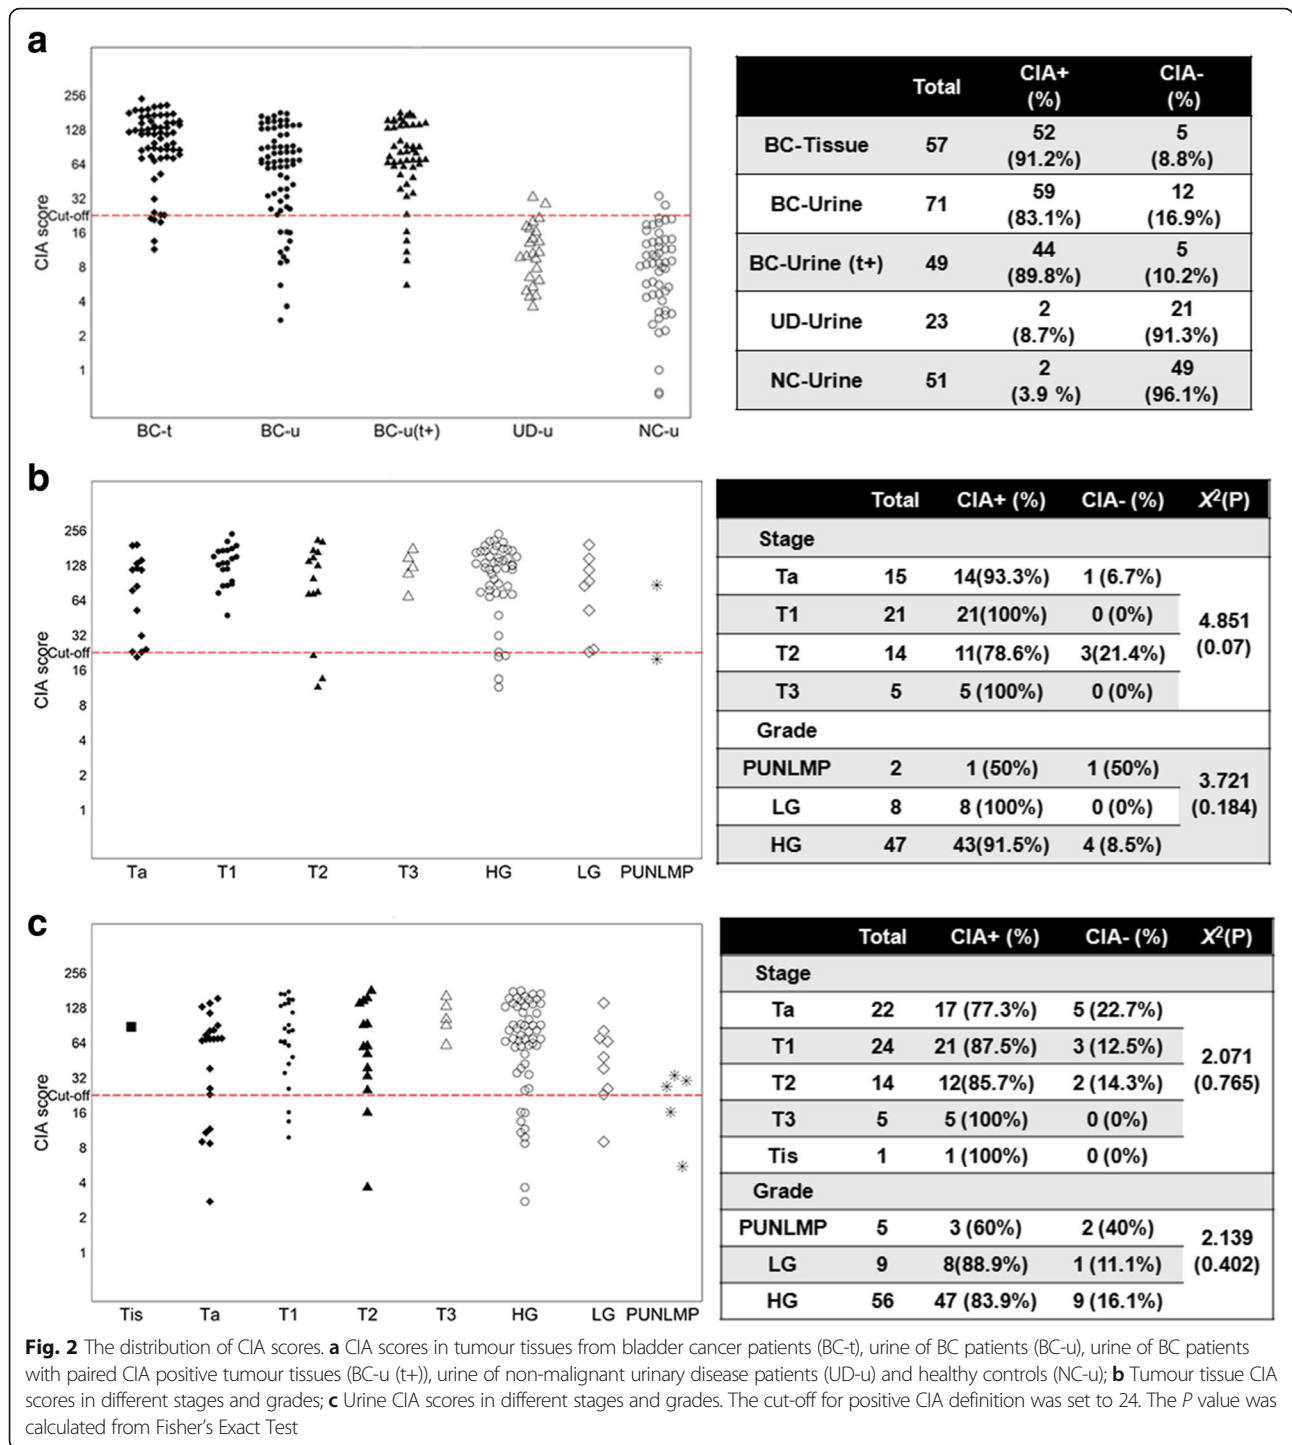 a
256
128
64
32
Cut-off
16
8
4
2
1
CIA score
BC-t BC-u BC-u(t+) UD-u NC-u
Total CIA+ (%) CIA- (%)
BC-Tissue 57 52 (91.2%) 5 (8.8%)
BC-Urine 71 59 (83.1%) 12 (16.9%)
BC-Urine (t+) 49 44 (89.8%) 5 (10.2%)
UD-Urine 23 2 (8.7%) 21 (91.3%)
NC-Urine 51 2 (3.9 %) 49 (96.1%)
b
256
128
64
32
Cut-off
16
8
4
2
1
CIA score
Ta T1 T2 T3 HG LG PUNLMP
Total CIA+ (%) CIA- (%) X²(P)
Stage
Ta 15 14(93.3%) 1 (6.7%)
T1 21 21(100%) 0 (0%)
T2 14 11(78.6%) 3(21.4%)
T3 5 5 (100%) 0 (0%)
4.851
(0.07)
Grade
PUNLMP 2 1 (50%) 1 (50%)
LG 8 8 (100%) 0 (0%)
HG 47 43(91.5%) 4 (8.5%)
3.721
(0.184)
c
256
128
64
32
Cut-off
16
8
4
2
1
CIA score
Tis Ta T1 T2 T3 HG LG PUNLMP
Total CIA+ (%) CIA- (%) X²(P)
Stage
Ta 22 17 (77.3%) 5 (22.7%)
T1 24 21 (87.5%) 3 (12.5%)
T2 14 12(85.7%) 2 (14.3%)
T3 5 5 (100%) 0 (0%)
Tis 1 1 (100%) 0 (0%)
2.071
(0.765)
Grade
PUNLMP 5 3 (60%) 2 (40%)
LG 9 8(88.9%) 1 (11.1%)
HG 56 47 (83.9%) 9 (16.1%)
2.139
(0.402)
Fig. 2 The distribution of CIA scores. a CIA scores in tumour tissues from bladder cancer patients (BC-t), urine of BC patients (BC-u), urine of BC patients
with paired CIA positive tumour tissues (BC-u (t+)), urine of non-malignant urinary disease patients (UD-u) and healthy controls (NC-u); b Tumour tissue CIA
scores in different stages and grades; c Urine CIA scores in different stages and grades. The cut-off for positive CIA definition was set to 24. The P value was
calculated from Fisher's Exact Test